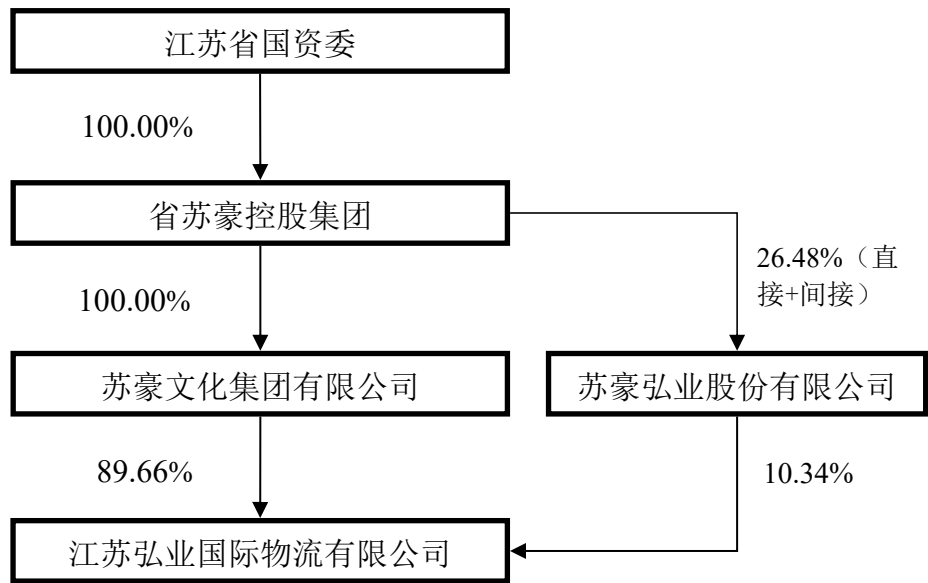 江苏省国资委
100.00%
省苏豪控股集团
26.48%（直
接+间接）
100.00%
苏豪文化集团有限公司
苏豪弘业股份有限公司
89.66%
10.34%
江苏弘业国际物流有限公司